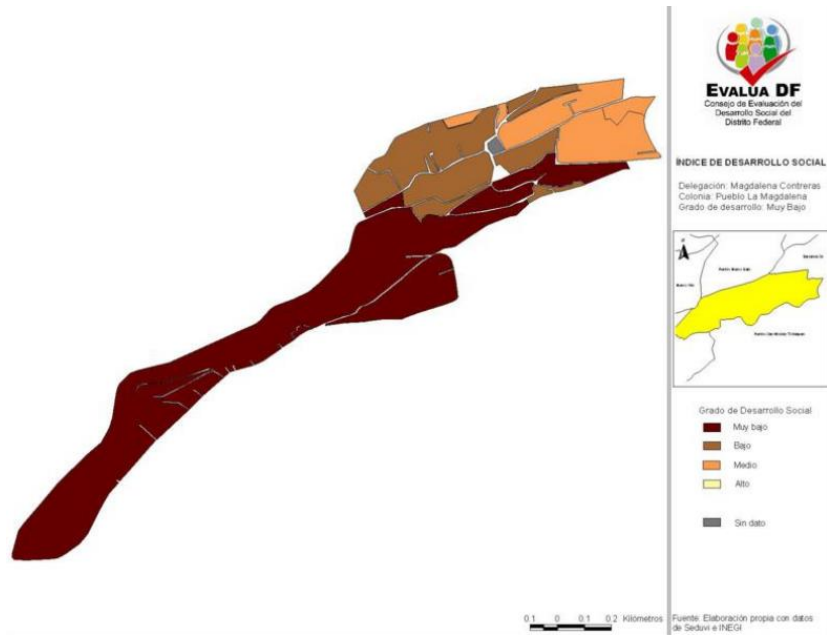 EVALUA DF
Consejo de Evaluación del
Desarrollo Social del
Distrito Federal
ÍNDICE DE DESARROLLO SOCIAL
Delegación: Magdalena Contreras
Colonia: Pueblo La Magdalena
Grado de desarrollo: Muy Bajo
Grado de Desarrollo Social
Muy bajo
Bajo
Medio
Alto
Sin dato
0.1 0 0.1 0.2 Kilómetros
Fuente: Elaboración propia con datos
de Seduvi e INEGI